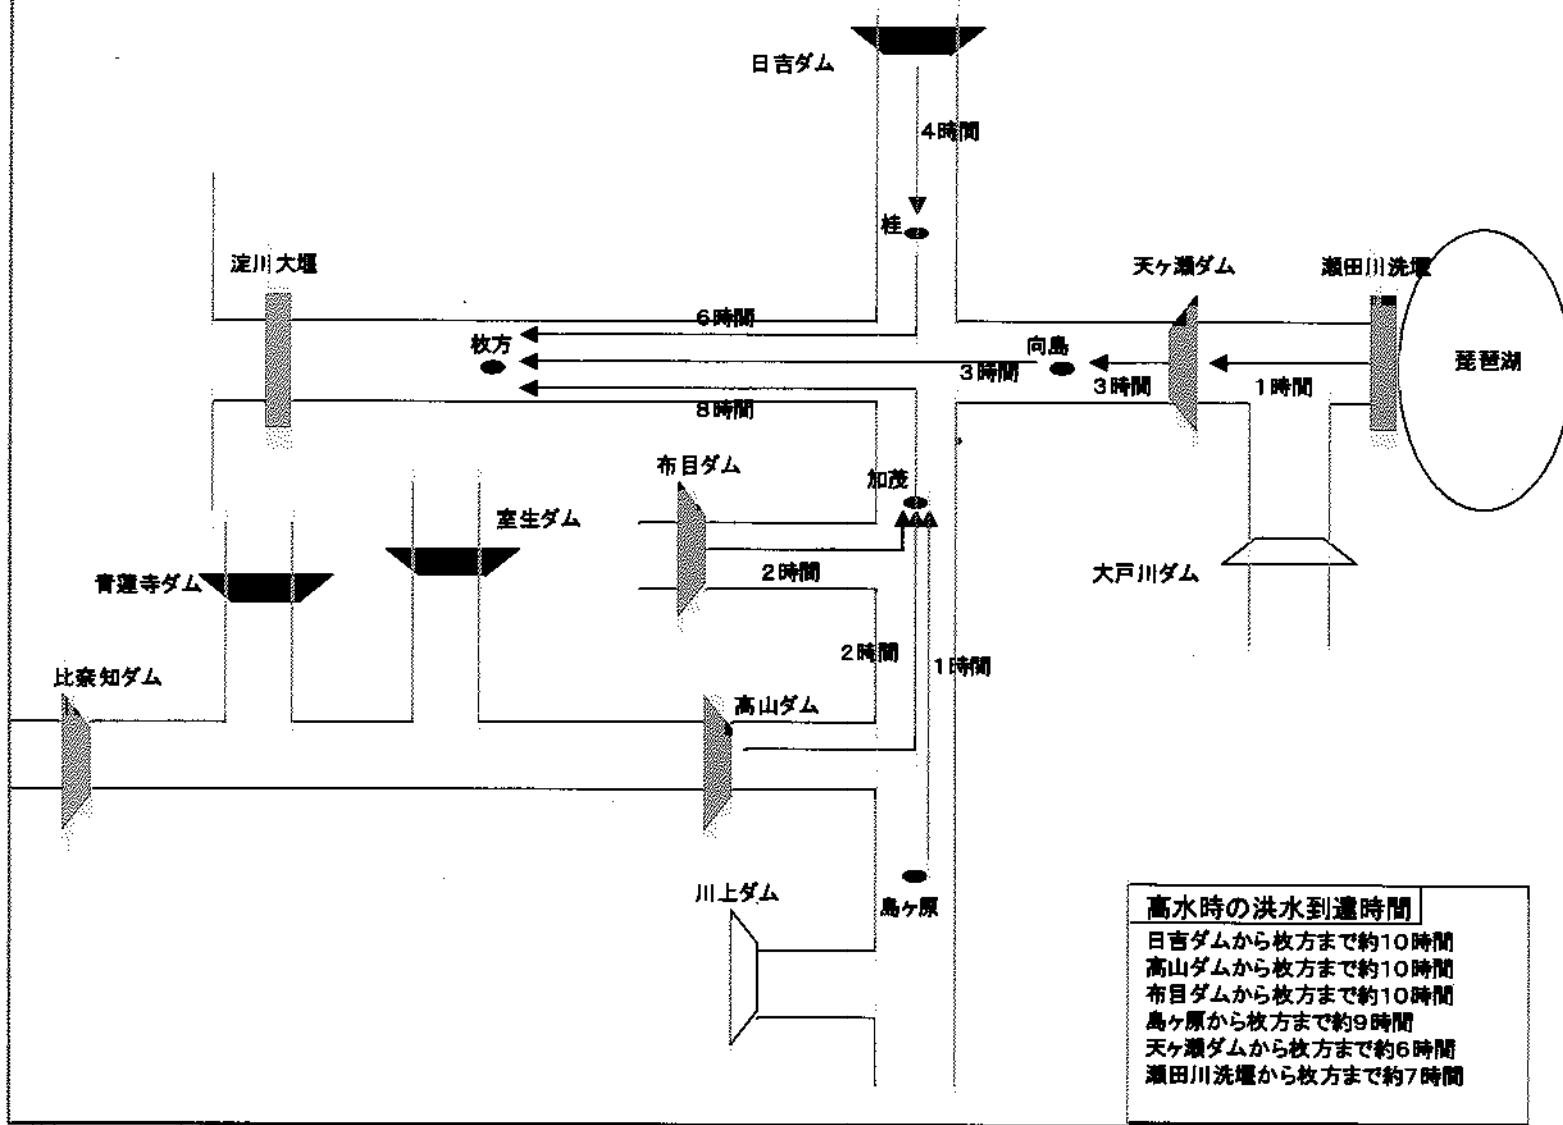 日吉ダム
4時間
桂
淀川大堰
天ヶ瀬ダム
瀬田川洗堰
6時間
枚方
向島
琵琶湖
3時間
3時間
1時間
8時間
布目ダム
加茂
室生ダム
青蓮寺ダム
2時間
大戸川ダム
2時間
1時間
比奈知ダム
高山ダム
川上ダム
島ヶ原
高水時の洪水到達時間
日吉ダムから枚方まで約10時間
高山ダムから枚方まで約10時間
布目ダムから枚方まで約10時間
島ヶ原から枚方まで約9時間
天ヶ瀬ダムから枚方まで約6時間
瀬田川洗堰から枚方まで約7時間